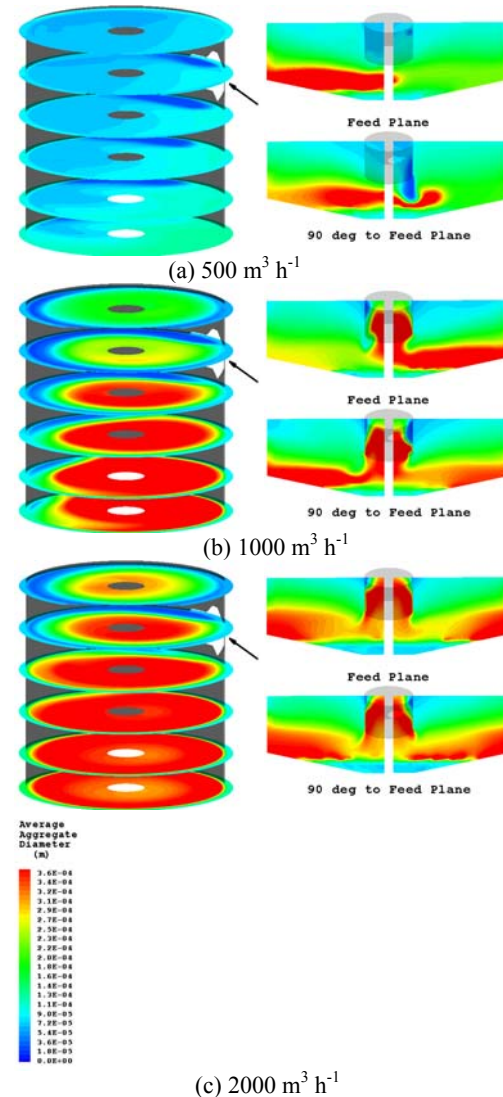 Feed Plane
90 deg to Feed Plane
(a) 500 m³ h⁻¹
Feed Plane
90 deg to Feed Plane
(b) 1000 m³ h⁻¹
Feed Plane
90 deg to Feed Plane
Average
Aggregate
Diameter
(m)
3.6E-04
3.4E-04
3.2E-04
3.1E-04
2.9E-04
2.7E-04
2.5E-04
2.3E-04
2.2E-04
2.0E-04
1.8E-04
1.6E-04
1.4E-04
1.3E-04
1.1E-04
9.0E-05
7.2E-05
5.4E-05
3.6E-05
1.8E-05
0.0E+00
(c) 2000 m³ h⁻¹